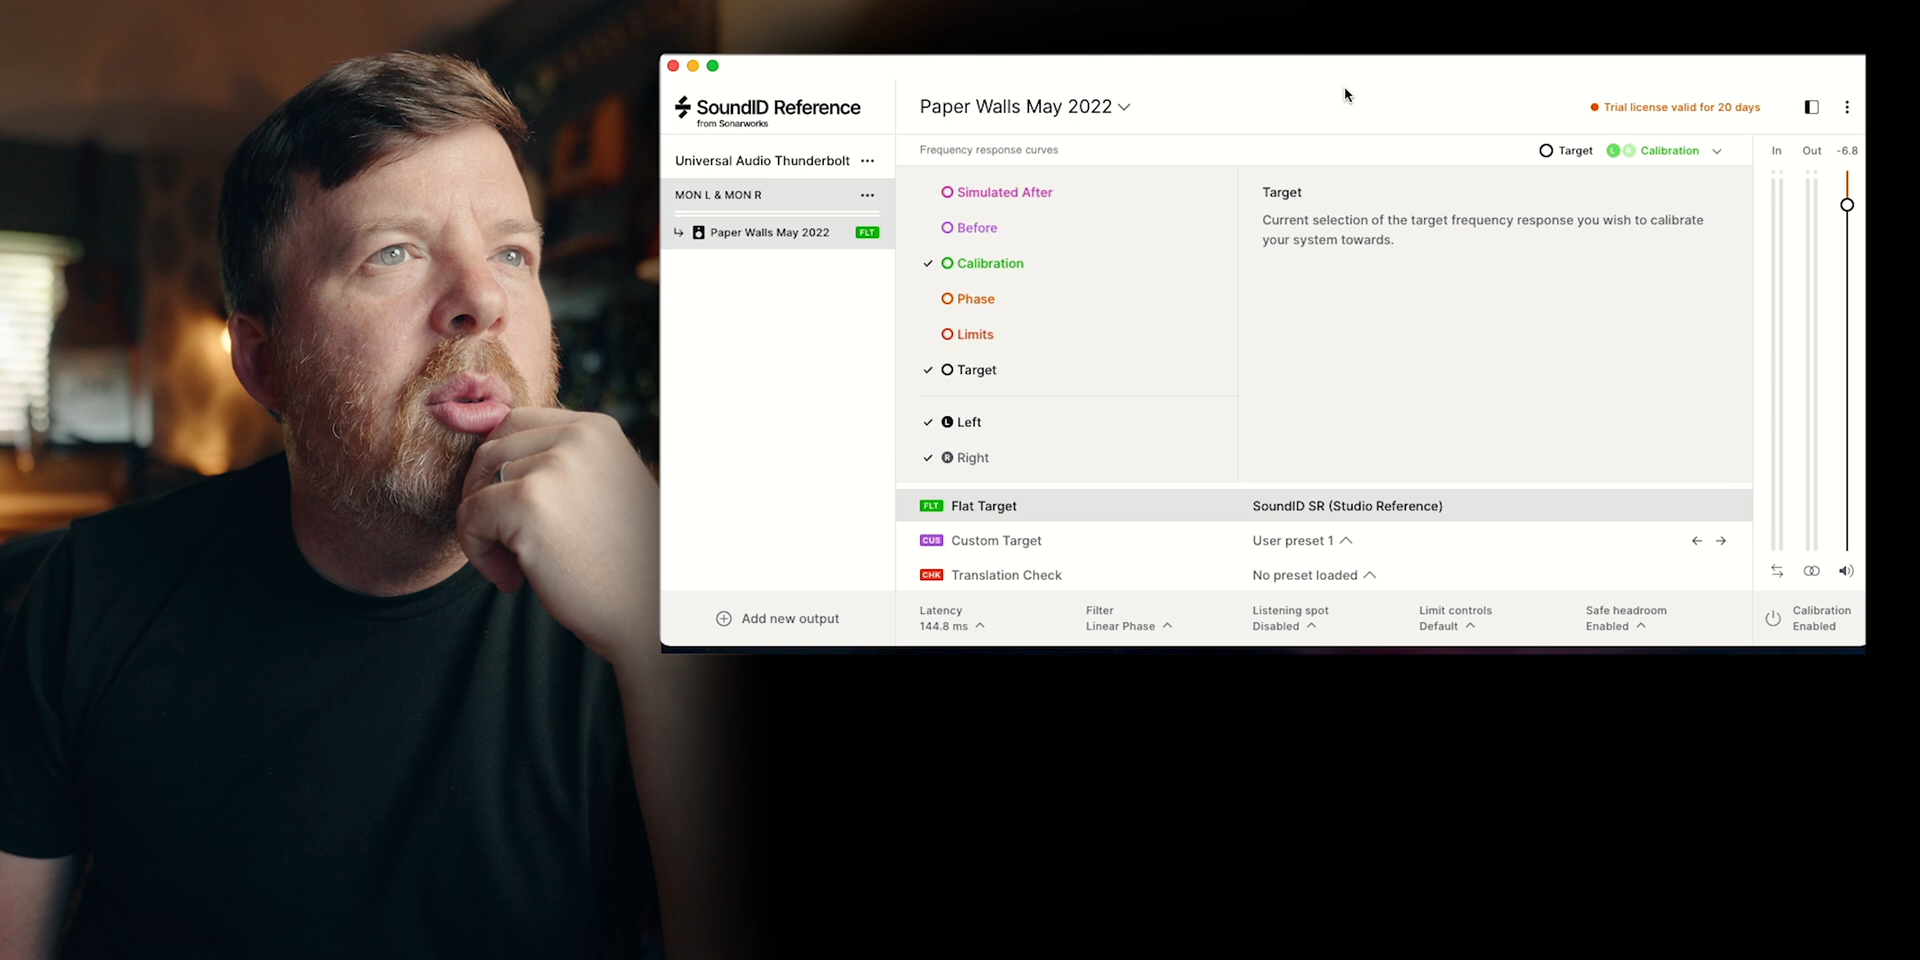 SoundID Reference
from Sonarworks
Paper Walls May 2022
Trial license valid for 20 days
Universal Audio Thunderbolt
MON L & MON R
Paper Walls May 2022 FLT
Add new output
Frequency response curves
Target L R Calibration
Simulated After
Before
Calibration
Phase
Limits
Target
L Left
R Right
Target
Current selection of the target frequency response you wish to calibrate
your system towards.
FLT Flat Target SoundID SR (Studio Reference)
CUS Custom Target User preset 1
CHK Translation Check No preset loaded
Latency
144.8 ms
Filter
Linear Phase
Listening spot
Disabled
Limit controls
Default
Safe headroom
Enabled
In Out -6.8
Calibration
Enabled